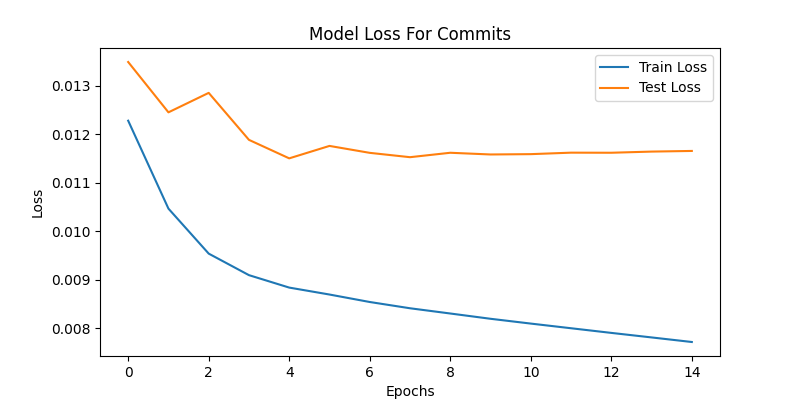 Model Loss For Commits
Train Loss
Test Loss
0.013
0.012
0.011
0.010
0.009
0.008
Loss
0 2 4 6 8 10 12 14
Epochs